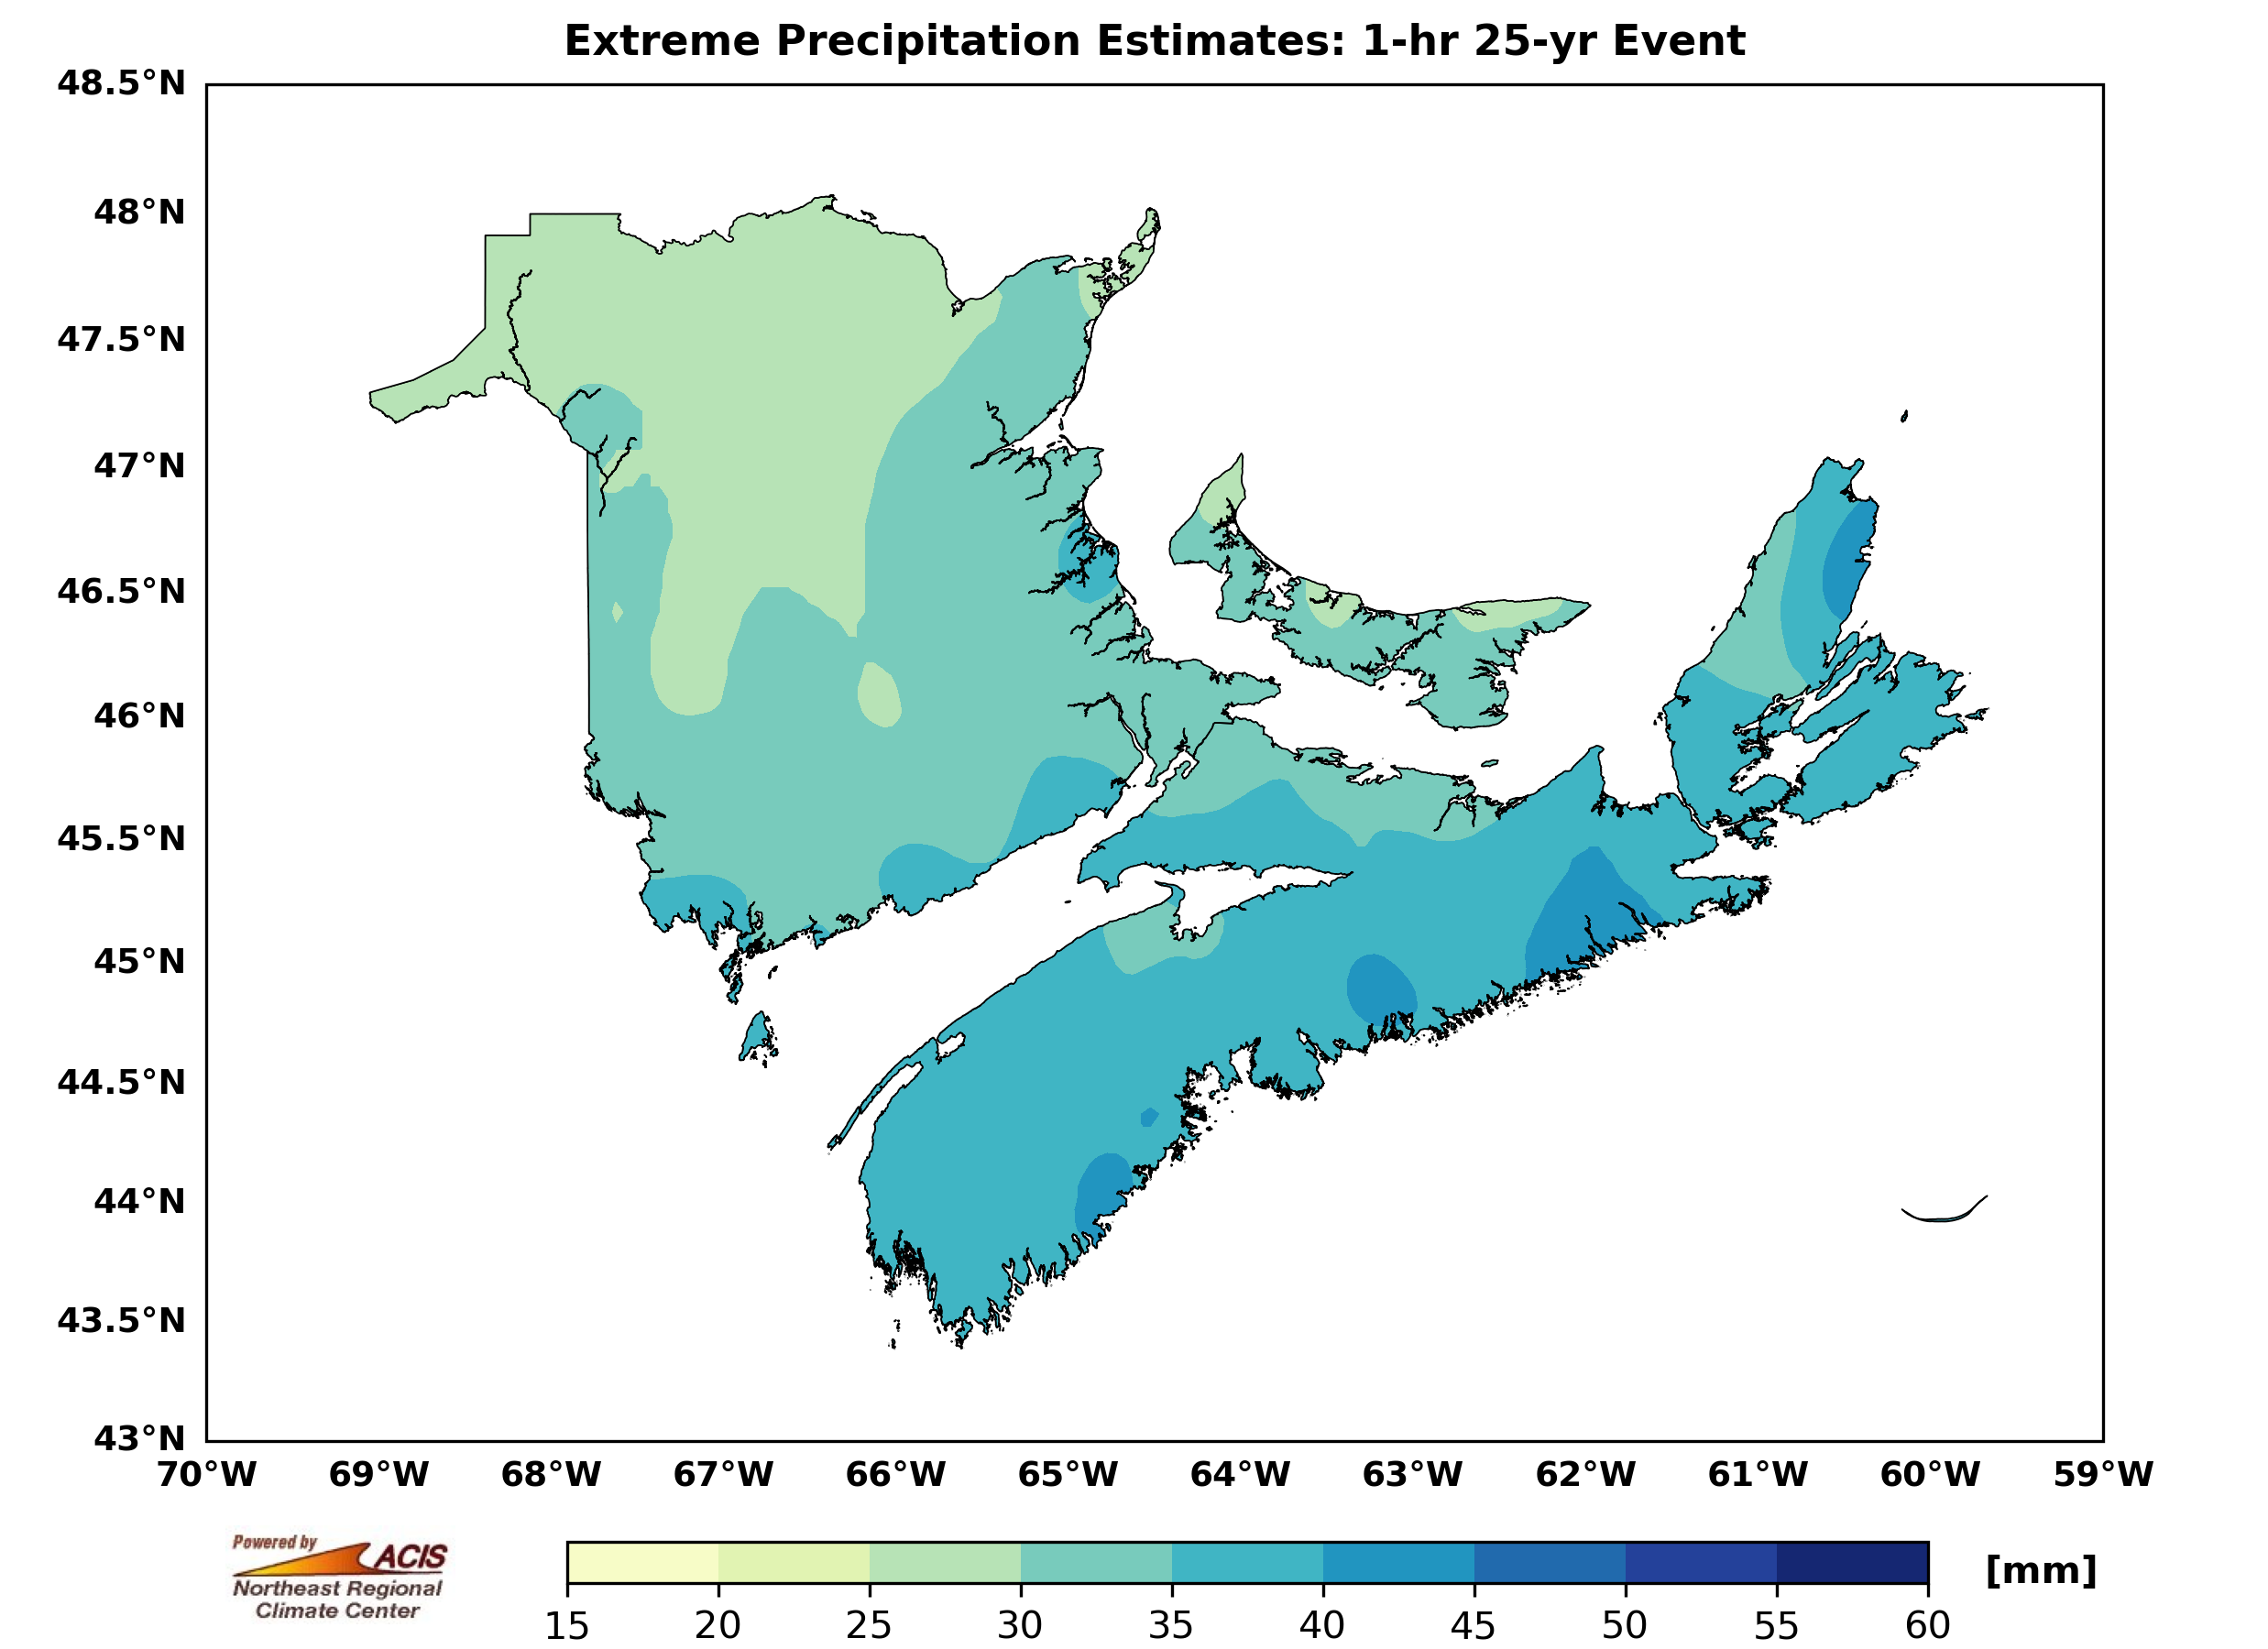 Extreme Precipitation Estimates: 1-hr 25-yr Event
48.5°N
48°N
47.5°N
47°N
46.5°N
46°N
45.5°N
45°N
44.5°N
44°N
43.5°N
43°N
70°W 69°W 68°W 67°W 66°W 65°W 64°W 63°W 62°W 61°W 60°W 59°W
Powered by
ACIS
Northeast Regional
Climate Center
[mm]
15 20 25 30 35 40 45 50 55 60